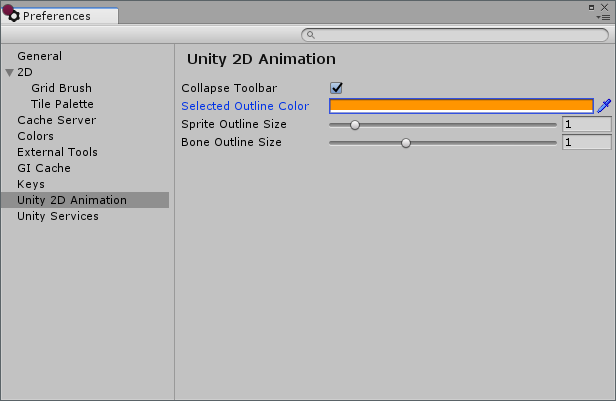 Preferences
General
2D
Grid Brush
Tile Palette
Cache Server
Colors
External Tools
GI Cache
Keys
Unity 2D Animation
Unity Services
Unity 2D Animation
Collapse Toolbar
Selected Outline Color
Sprite Outline Size 1
Bone Outline Size 1